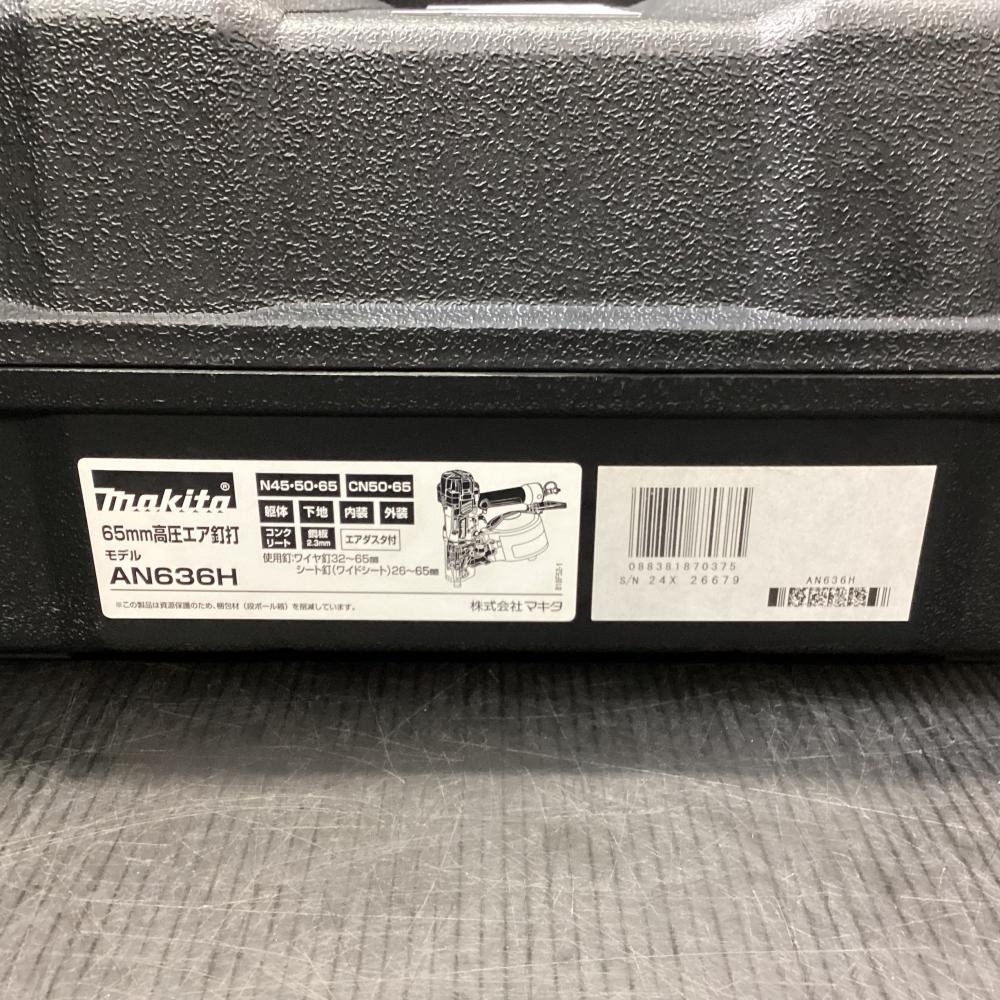 makita®
65mm高圧エア釘打
モデル
AN636H
N45・50・65 CN50・65
躯体 下地 内装 外装
コンクリート 鋼板2.3mm エアダスタ付
使用釘:ワイヤ釘32〜65mm
シート釘(ワイドシート)26〜65mm
※この製品は資源保護のため、梱包材(段ボール箱)を削減しています。
株式会社マキタ
088381870375
S/N 24X 26679
AN636H